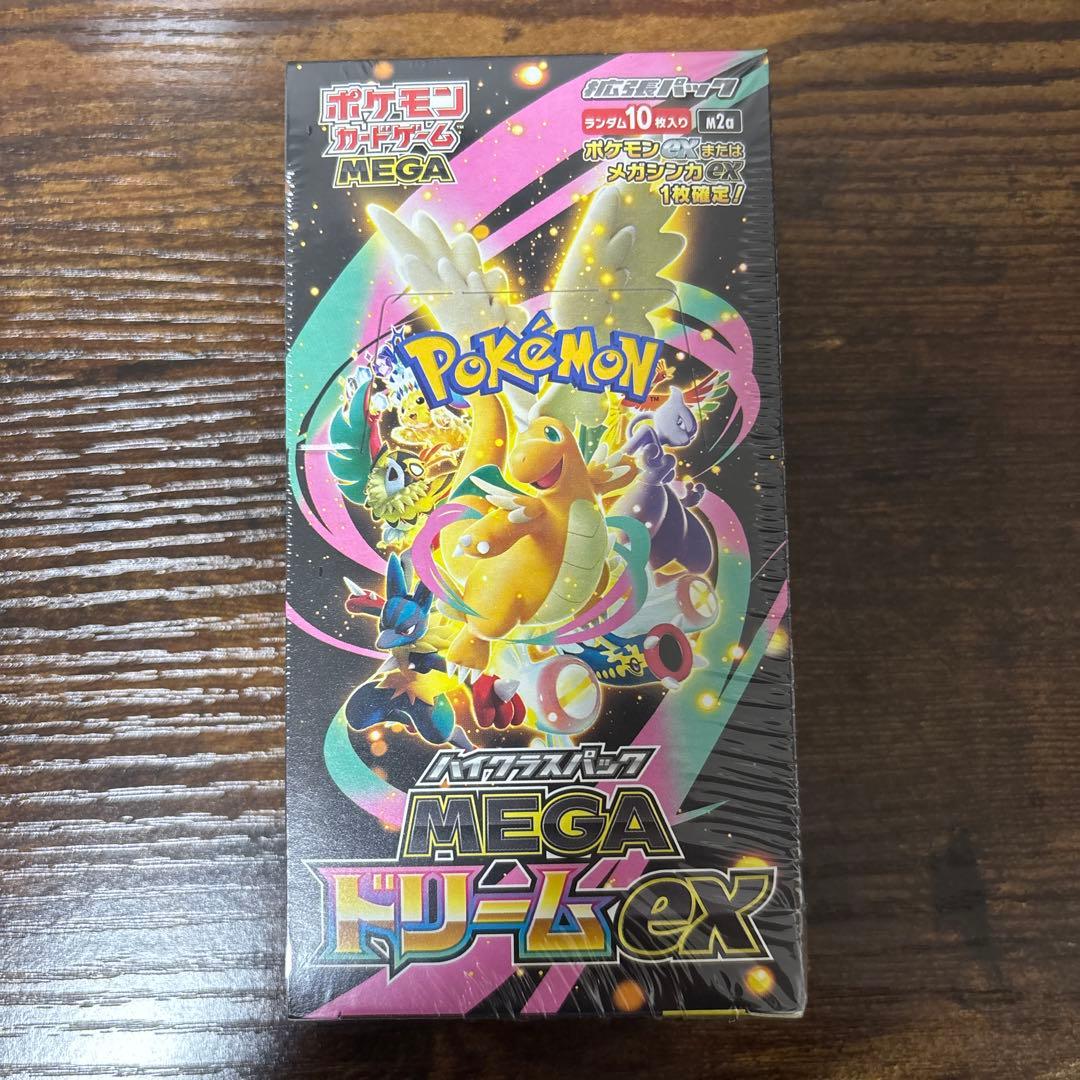 ポケモン
カードゲーム
MEGA
拡張パック
ランダム10枚入り M2a
ポケモンexまたは
メガシンカex
1枚確定!
POKéMON
TM
ハイクラスパック
MEGA
ドリームex